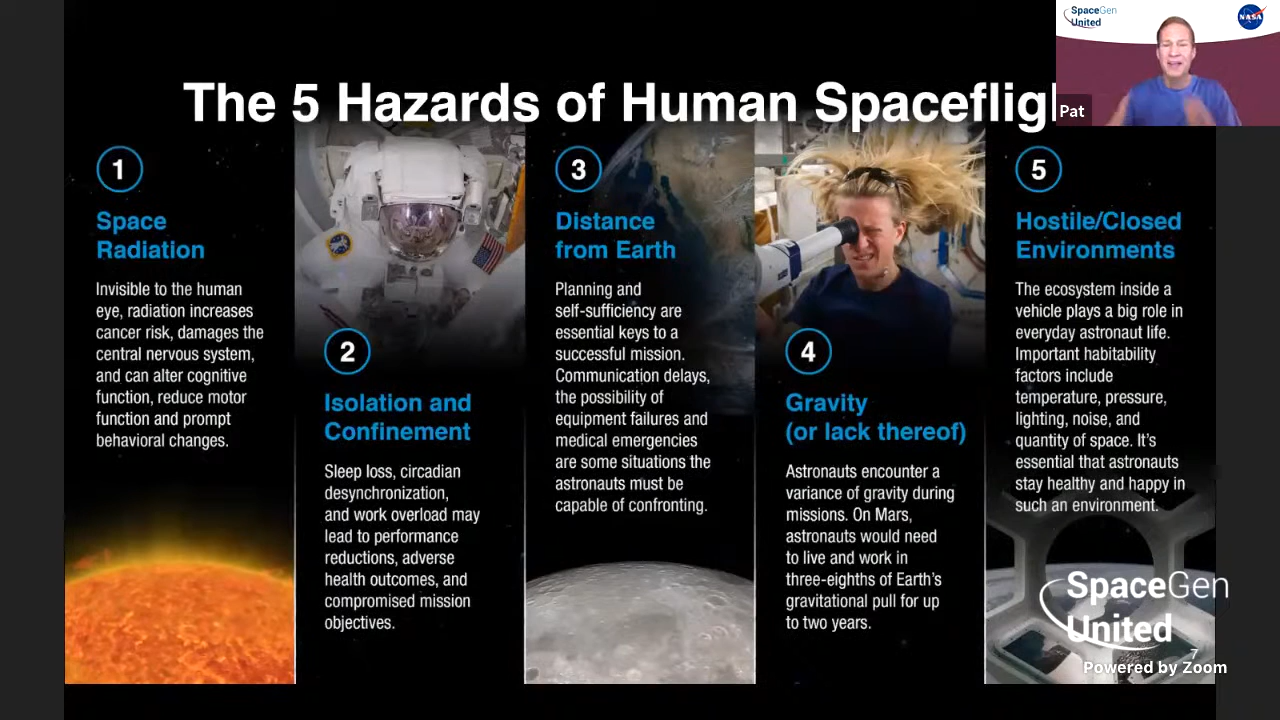 SpaceGen
United
NASA
Pat
The 5 Hazards of Human Spaceflig
1
Space
Radiation
Invisible to the human
eye, radiation increases
cancer risk, damages the
central nervous system,
and can alter cognitive
function, reduce motor
function and prompt
behavioral changes.
2
Isolation and
Confinement
Sleep loss, circadian
desynchronization,
and work overload may
lead to performance
reductions, adverse
health outcomes, and
compromised mission
objectives.
3
Distance
from Earth
Planning and
self-sufficiency are
essential keys to a
successful mission.
Communication delays,
the possibility of
equipment failures and
medical emergencies
are some situations the
astronauts must be
capable of confronting.
4
Gravity
(or lack thereof)
Astronauts encounter a
variance of gravity during
missions. On Mars,
astronauts would need
to live and work in
three-eighths of Earth's
gravitational pull for up
to two years.
5
Hostile/Closed
Environments
The ecosystem inside a
vehicle plays a big role in
everyday astronaut life.
Important habitability
factors include
temperature, pressure,
lighting, noise, and
quantity of space. It's
essential that astronauts
stay healthy and happy in
such an environment.
SpaceGen
United
7
Powered by Zoom